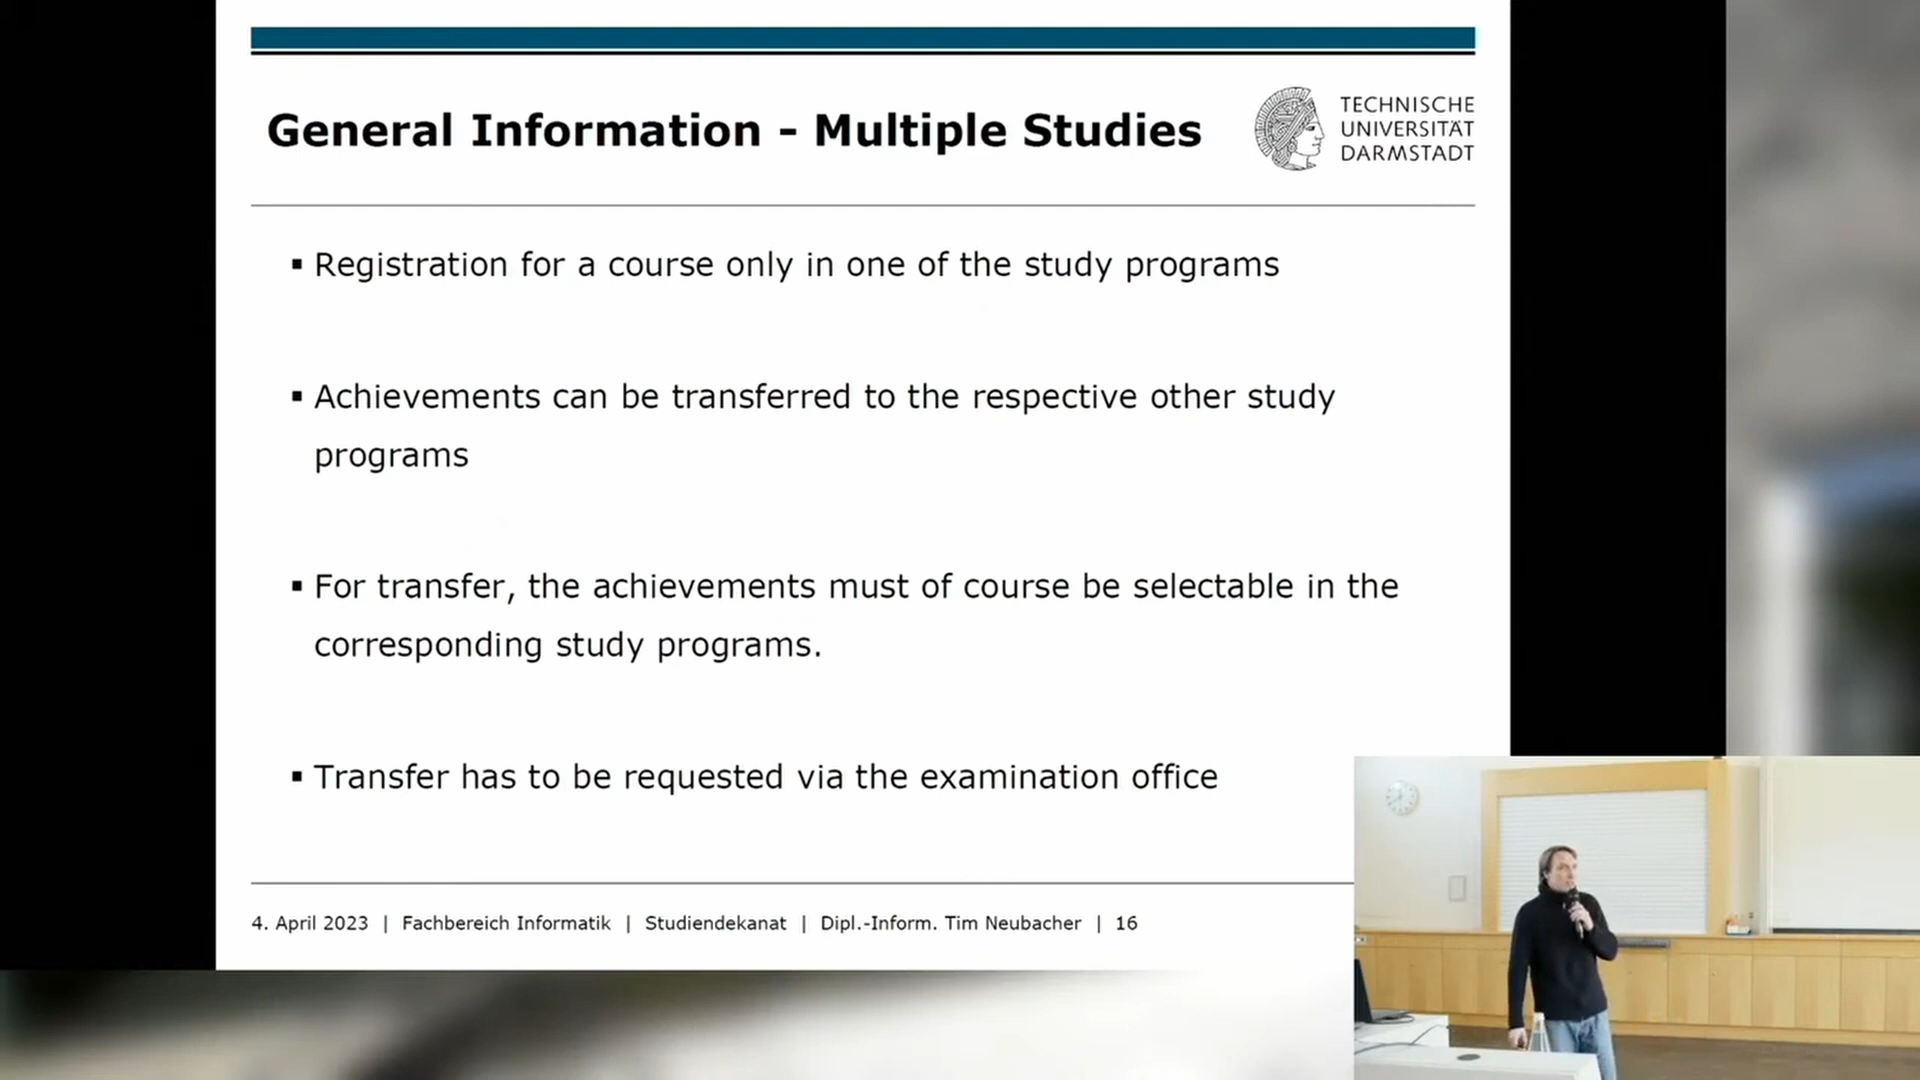 General Information - Multiple Studies
TECHNISCHE
UNIVERSITÄT
DARMSTADT
▪ Registration for a course only in one of the study programs
▪ Achievements can be transferred to the respective other study
programs
▪ For transfer, the achievements must of course be selectable in the
corresponding study programs.
▪ Transfer has to be requested via the examination office
4. April 2023 | Fachbereich Informatik | Studiendekanat | Dipl.-Inform. Tim Neubacher | 16